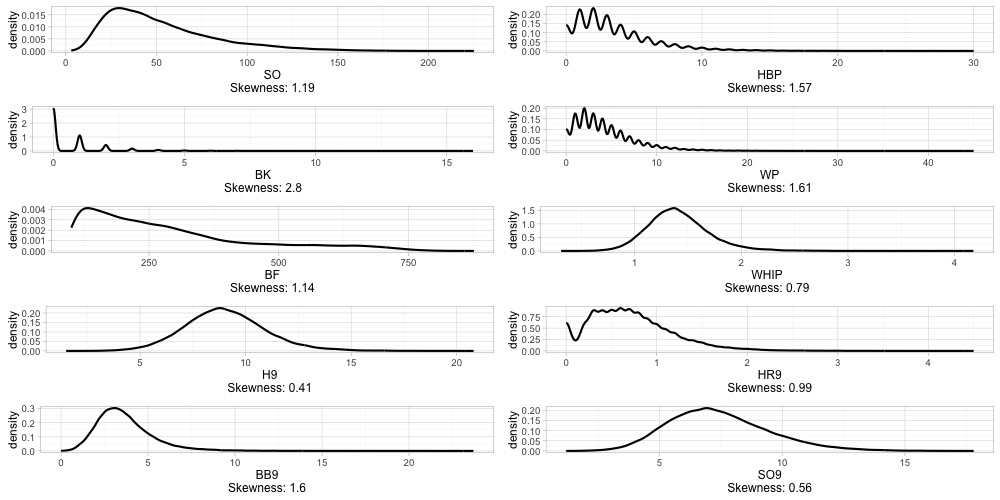 density
0.015
0.010
0.005
0.000
0 50 100 150 200
SO
Skewness: 1.19
density
0.20
0.15
0.10
0.05
0.00
0 10 20 30
HBP
Skewness: 1.57
density
3
2
1
0
0 5 10 15
BK
Skewness: 2.8
density
0.20
0.15
0.10
0.05
0.00
0 10 20 30 40
WP
Skewness: 1.61
density
0.004
0.003
0.002
0.001
0.000
250 500 750
BF
Skewness: 1.14
density
1.5
1.0
0.5
0.0
1 2 3 4
WHIP
Skewness: 0.79
density
0.20
0.15
0.10
0.05
0.00
5 10 15 20
H9
Skewness: 0.41
density
0.75
0.50
0.25
0.00
0 1 2 3 4
HR9
Skewness: 0.99
density
0.3
0.2
0.1
0.0
0 5 10 15 20
BB9
Skewness: 1.6
density
0.20
0.15
0.10
0.05
0.00
5 10 15
SO9
Skewness: 0.56